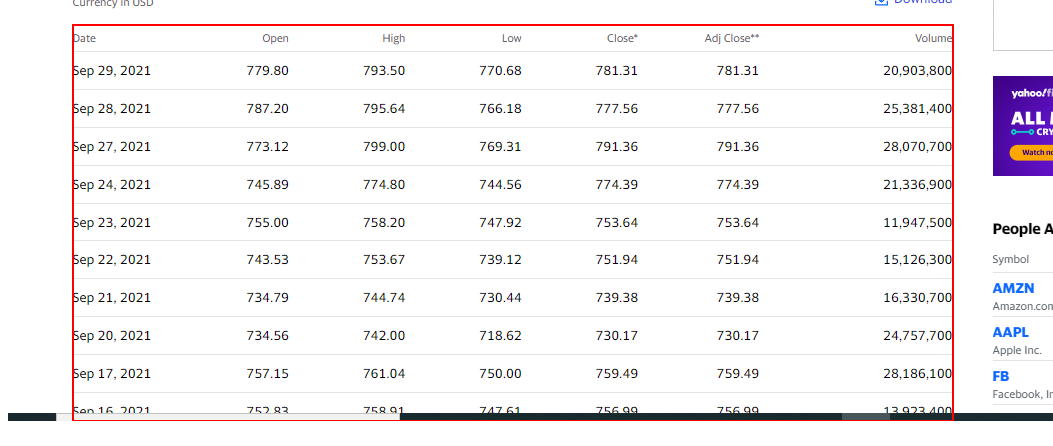 Currency in USD
Download
Date Open High Low Close* Adj Close** Volume
Sep 29, 2021 779.80 793.50 770.68 781.31 781.31 20,903,800
Sep 28, 2021 787.20 795.64 766.18 777.56 777.56 25,381,400
Sep 27, 2021 773.12 799.00 769.31 791.36 791.36 28,070,700
Sep 24, 2021 745.89 774.80 744.56 774.39 774.39 21,336,900
Sep 23, 2021 755.00 758.20 747.92 753.64 753.64 11,947,500
Sep 22, 2021 743.53 753.67 739.12 751.94 751.94 15,126,300
Sep 21, 2021 734.79 744.74 730.44 739.38 739.38 16,330,700
Sep 20, 2021 734.56 742.00 718.62 730.17 730.17 24,757,700
Sep 17, 2021 757.15 761.04 750.00 759.49 759.49 28,186,100
Sep 16, 2021 752.83 758.91 747.61 756.99 756.99 13,923,400
yahoo/fi
ALL
CRY
Watch no
People A
Symbol
AMZN
Amazon.com
AAPL
Apple Inc.
FB
Facebook, In